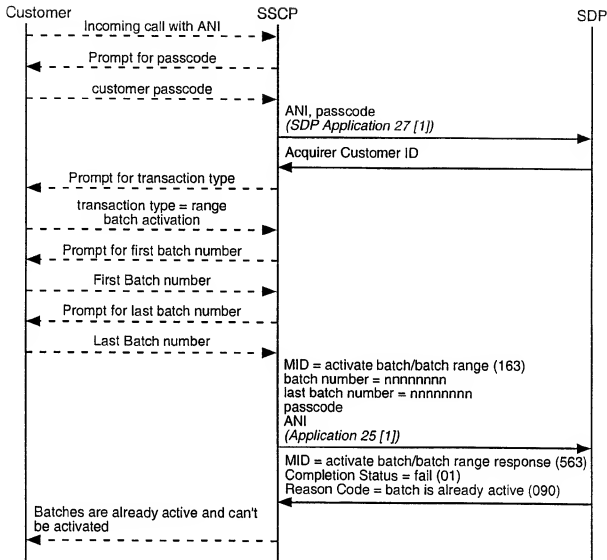 Customer SSCP SDP
Incoming call with ANI
Prompt for passcode
customer passcode
ANI, passcode
(SDP Application 27 [1])
Acquirer Customer ID
Prompt for transaction type
transaction type = range
batch activation
Prompt for first batch number
First Batch number
Prompt for last batch number
Last Batch number
MID = activate batch/batch range (163)
batch number = nnnnnnnn
last batch number = nnnnnnnn
passcode
ANI
(Application 25 [1])
MID = activate batch/batch range response (563)
Completion Status = fail (01)
Reason Code = batch is already active (090)
Batches are already active and can't
be activated